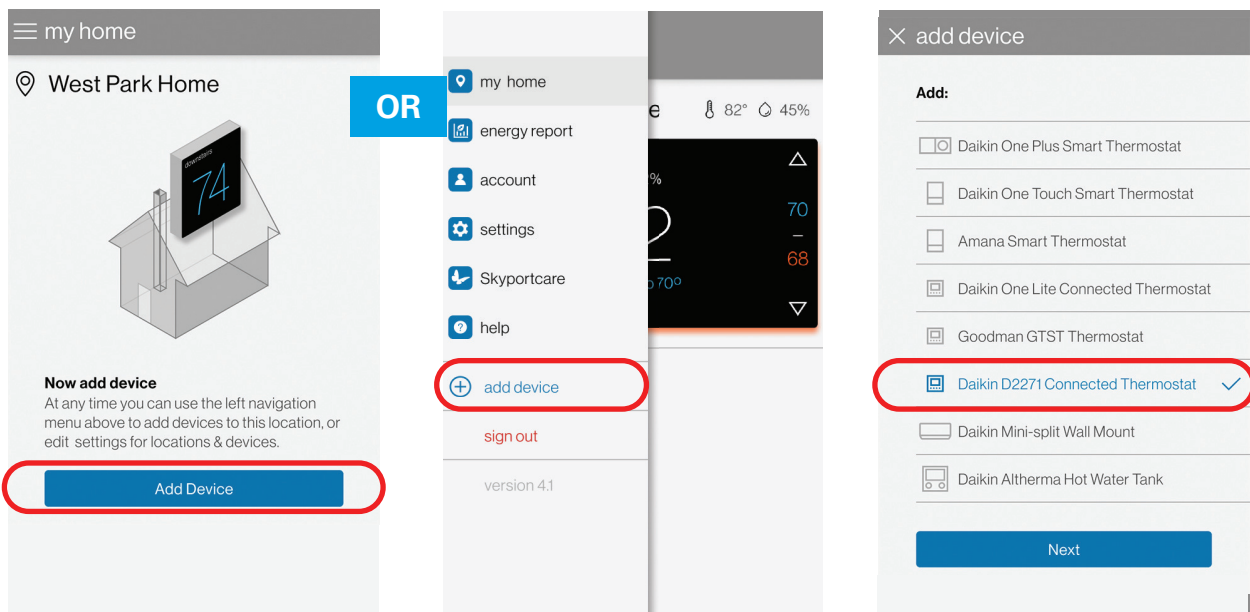 my home
West Park Home
downstairs
74
Now add device
At any time you can use the left navigation
menu above to add devices to this location, or
edit settings for locations & devices.
Add Device
OR
my home
energy report
account
settings
Skyportcare
help
add device
sign out
version 4.1
e 82° 45%
%
2
70
–
68
o 70º
add device
Add:
Daikin One Plus Smart Thermostat
Daikin One Touch Smart Thermostat
Amana Smart Thermostat
Daikin One Lite Connected Thermostat
Goodman GTST Thermostat
Daikin D2271 Connected Thermostat
Daikin Mini-split Wall Mount
Daikin Altherma Hot Water Tank
Next